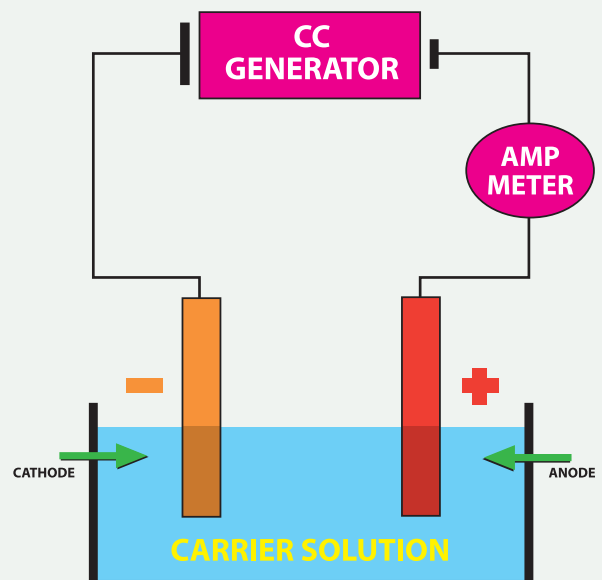 CC
GENERATOR
AMP
METER
CATHODE
ANODE
CARRIER SOLUTION